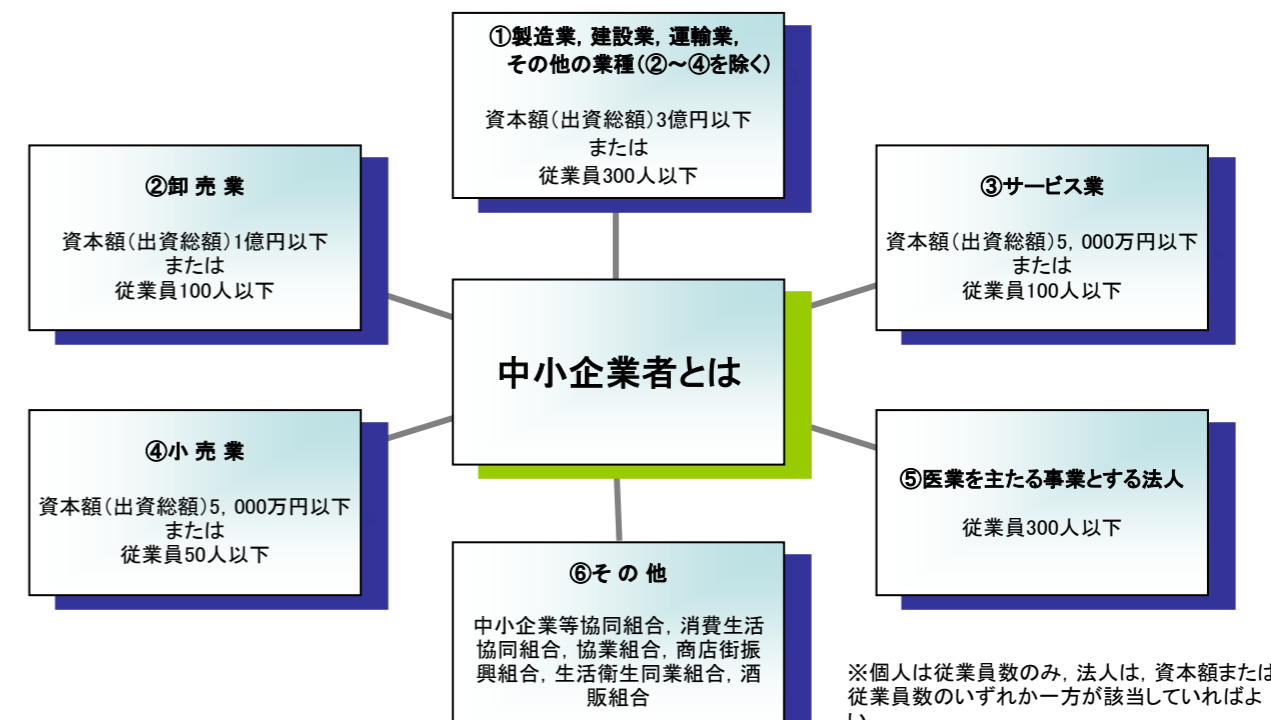 ①製造業，建設業，運輸業，
その他の業種（②～④を除く）
資本額（出資総額）3億円以下
または
従業員300人以下
②卸 売 業
資本額（出資総額）1億円以下
または
従業員100人以下
③サービス業
資本額（出資総額）5，000万円以下
または
従業員100人以下
中小企業者とは
④小 売 業
資本額（出資総額）5，000万円以下
または
従業員50人以下
⑤医業を主たる事業とする法人
従業員300人以下
⑥そ の 他
中小企業等協同組合，消費生活
協同組合，協業組合，商店街振
興組合，生活衛生同業組合，酒
販組合
※個人は従業員数のみ，法人は，資本額または
従業員数のいずれか一方が該当していればよ
い